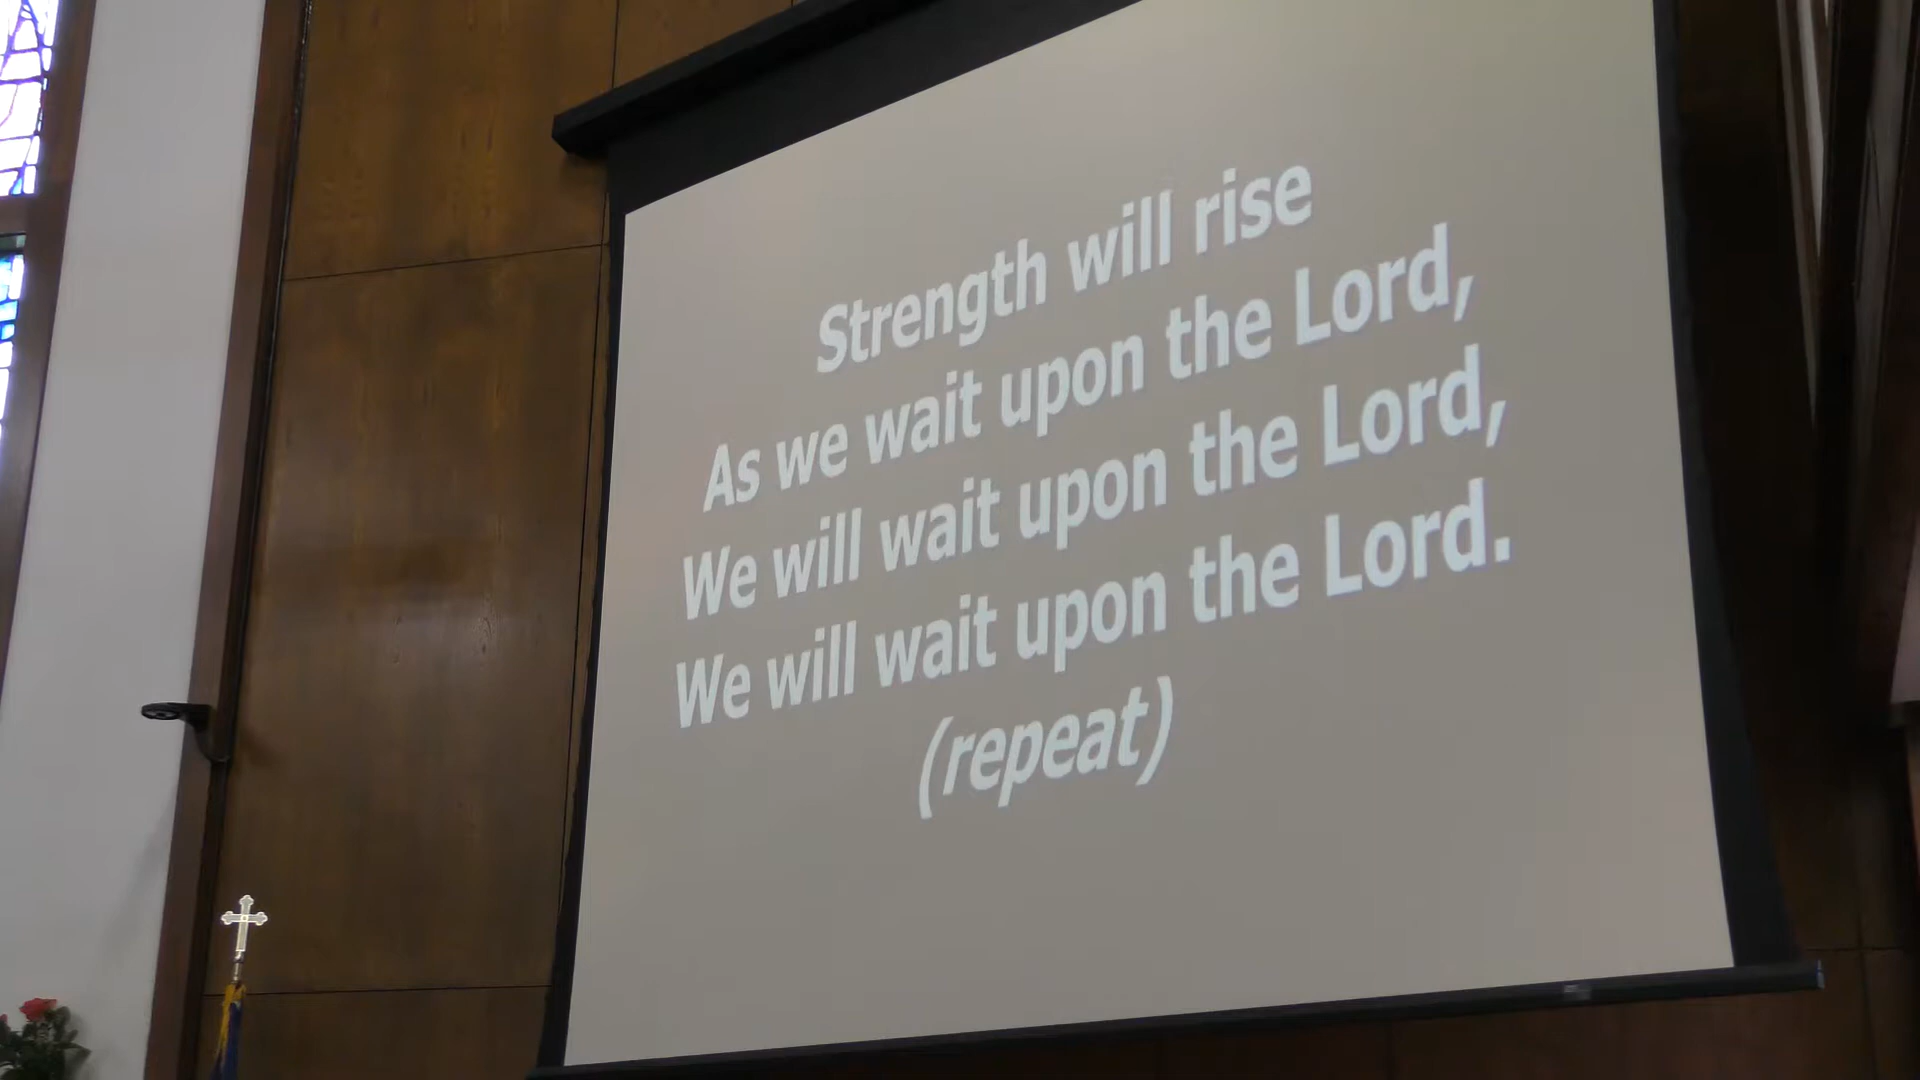 Strength will rise
As we wait upon the Lord,
We will wait upon the Lord,
We will wait upon the Lord.
(repeat)